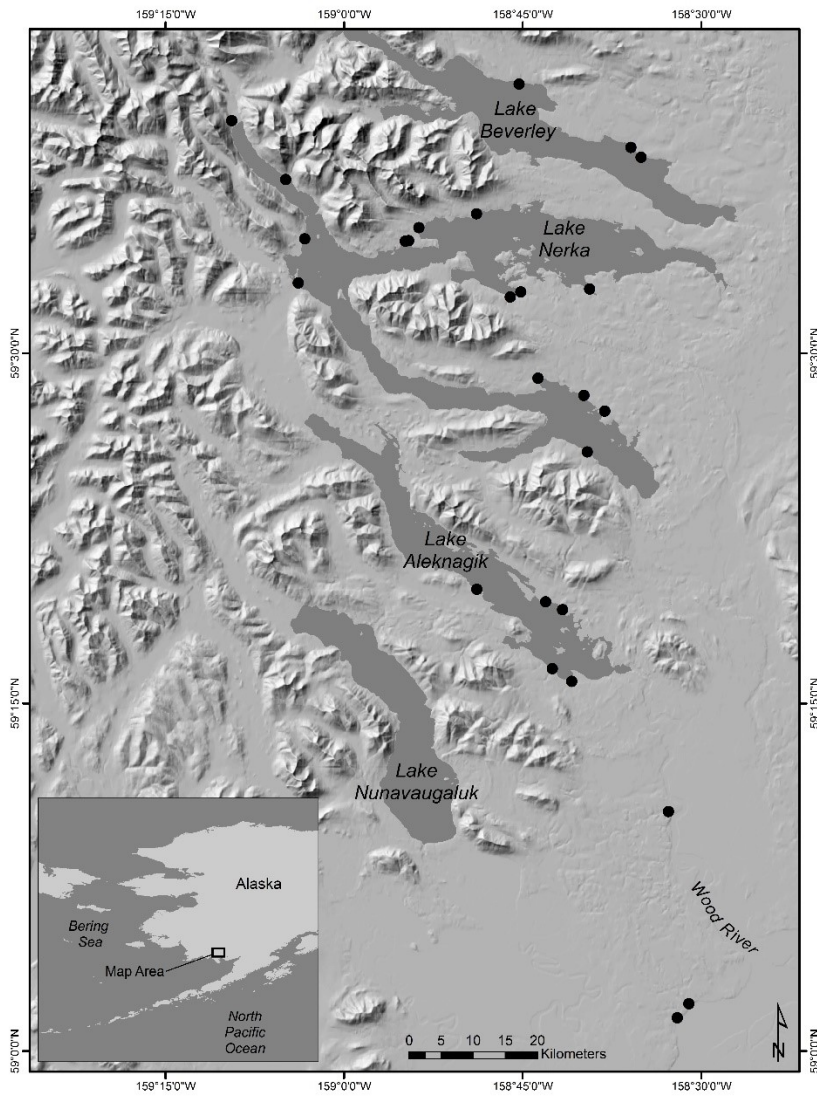 159°15'0"W 159°0'0"W 158°45'0"W 158°30'0"W
Lake
Beverley
Lake
Nerka
59°30'0"N 59°30'0"N
Lake
Aleknagik
59°15'0"N 59°15'0"N
Lake
Nunavaugaluk
Alaska
Bering
Sea
Map Area
North
Pacific
Ocean
Wood River
0 5 10 15 20
Kilometers
N
59°0'0"N 59°0'0"N
159°15'0"W 159°0'0"W 158°45'0"W 158°30'0"W